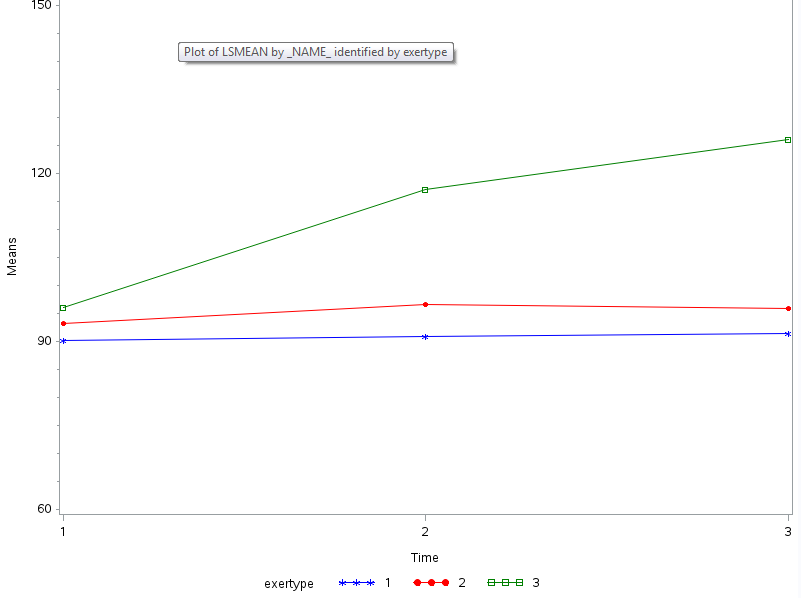 150
Plot of LSMEAN by _NAME_ identified by exertype
120
Means
90
60
1 2 3
Time
exertype 1 2 3